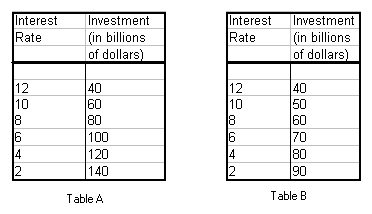 Interest Investment
Rate (in billions
of dollars)
12 40
10 60
8 80
6 100
4 120
2 140
Table A
Interest Investment
Rate (in billions
of dollars)
12 40
10 50
8 60
6 70
4 80
2 90
Table B